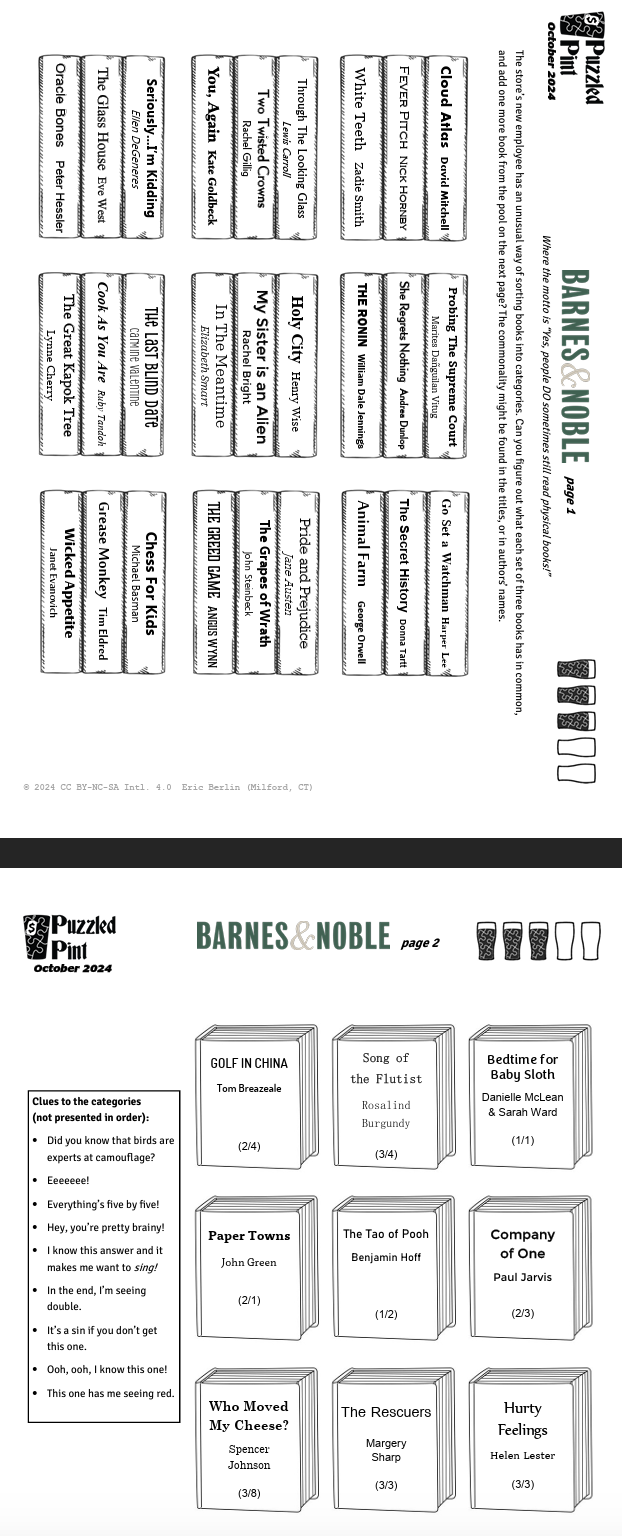 Puzzled
Pint
October 2024
BARNES&NOBLE page 1
Where the motto is "Yes, people DO sometimes still read physical books!"
The store's new employee has an unusual way of sorting books into categories. Can you figure out what each set of three books has in common,
and add one more book from the pool on the next page? The commonality might be found in the titles, or in authors' names.
Cloud Atlas David Mitchell
FEVER PITCH NICK HORNBY
White Teeth Zadie Smith
Probing The Supreme Court
Marites Dañguilan Vitug
She Regrets Nothing Andrea Dunlop
THE RONIN William Dale Jennings
Go Set a Watchman Harper Lee
The Secret History Donna Tartt
Animal Farm George Orwell
Through The Looking Glass
Lewis Carroll
Two Twisted Crowns
Rachel Gillig
You, Again Kate Goldbeck
Holy City Henry Wise
My Sister is an Alien
Rachel Bright
In The Meantime
Elizabeth Smart
Pride and Prejudice
Jane Austen
The Grapes of Wrath
John Steinbeck
THE GREED GAME ANGUS WYNN
Seriously...I'm Kidding
Ellen DeGeneres
The Glass House Eve West
Oracle Bones Peter Hessler
THE LAST BLIND DATE
CARMINE VALENTINE
Cook As You Are Ruby Tandoh
The Great Kapok Tree
Lynne Cherry
Chess For Kids
Michael Basman
Grease Monkey Tim Eldred
Wicked Appetite
Janet Evanovich
© 2024 CC BY-NC-SA Intl. 4.0 Eric Berlin (Milford, CT)
Puzzled
Pint
October 2024
BARNES&NOBLE page 2
Clues to the categories
(not presented in order):
• Did you know that birds are
experts at camouflage?
• Eeeeeee!
• Everything's five by five!
• Hey, you're pretty brainy!
• I know this answer and it
makes me want to sing!
• In the end, I'm seeing
double.
• It's a sin if you don't get
this one.
• Ooh, ooh, I know this one!
• This one has me seeing red.
GOLF IN CHINA
Tom Breazeale
(2/4)
Song of
the Flutist
Rosalind
Burgundy
(3/4)
Bedtime for
Baby Sloth
Danielle McLean
& Sarah Ward
(1/1)
Paper Towns
John Green
(2/1)
The Tao of Pooh
Benjamin Hoff
(1/2)
Company
of One
Paul Jarvis
(2/3)
Who Moved
My Cheese?
Spencer
Johnson
(3/8)
The Rescuers
Margery
Sharp
(3/3)
Hurty
Feelings
Helen Lester
(3/3)